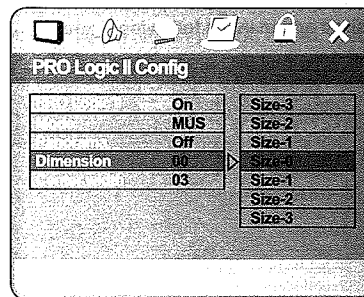 PRO Logic II Config
On
MUS
Off
Dimension 00
03
Size-3
Size-2
Size-1
Size-0
Size-1
Size-2
Size-3